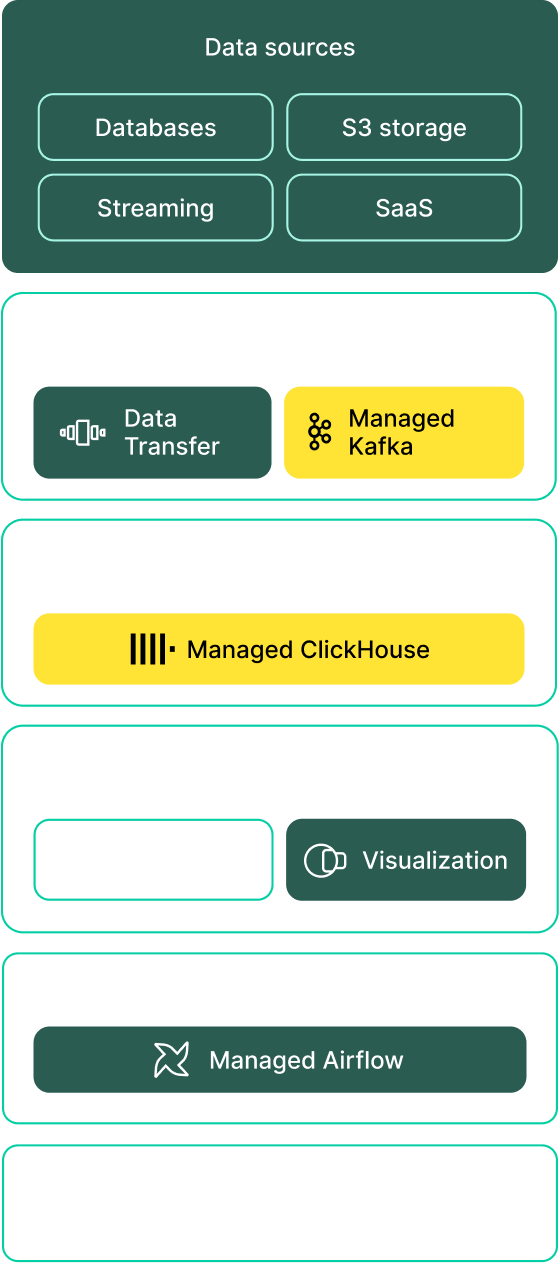 Data sources
Databases
S3 storage
Streaming
SaaS
Data
Transfer
Managed
Kafka
Managed ClickHouse
Visualization
Managed Airflow